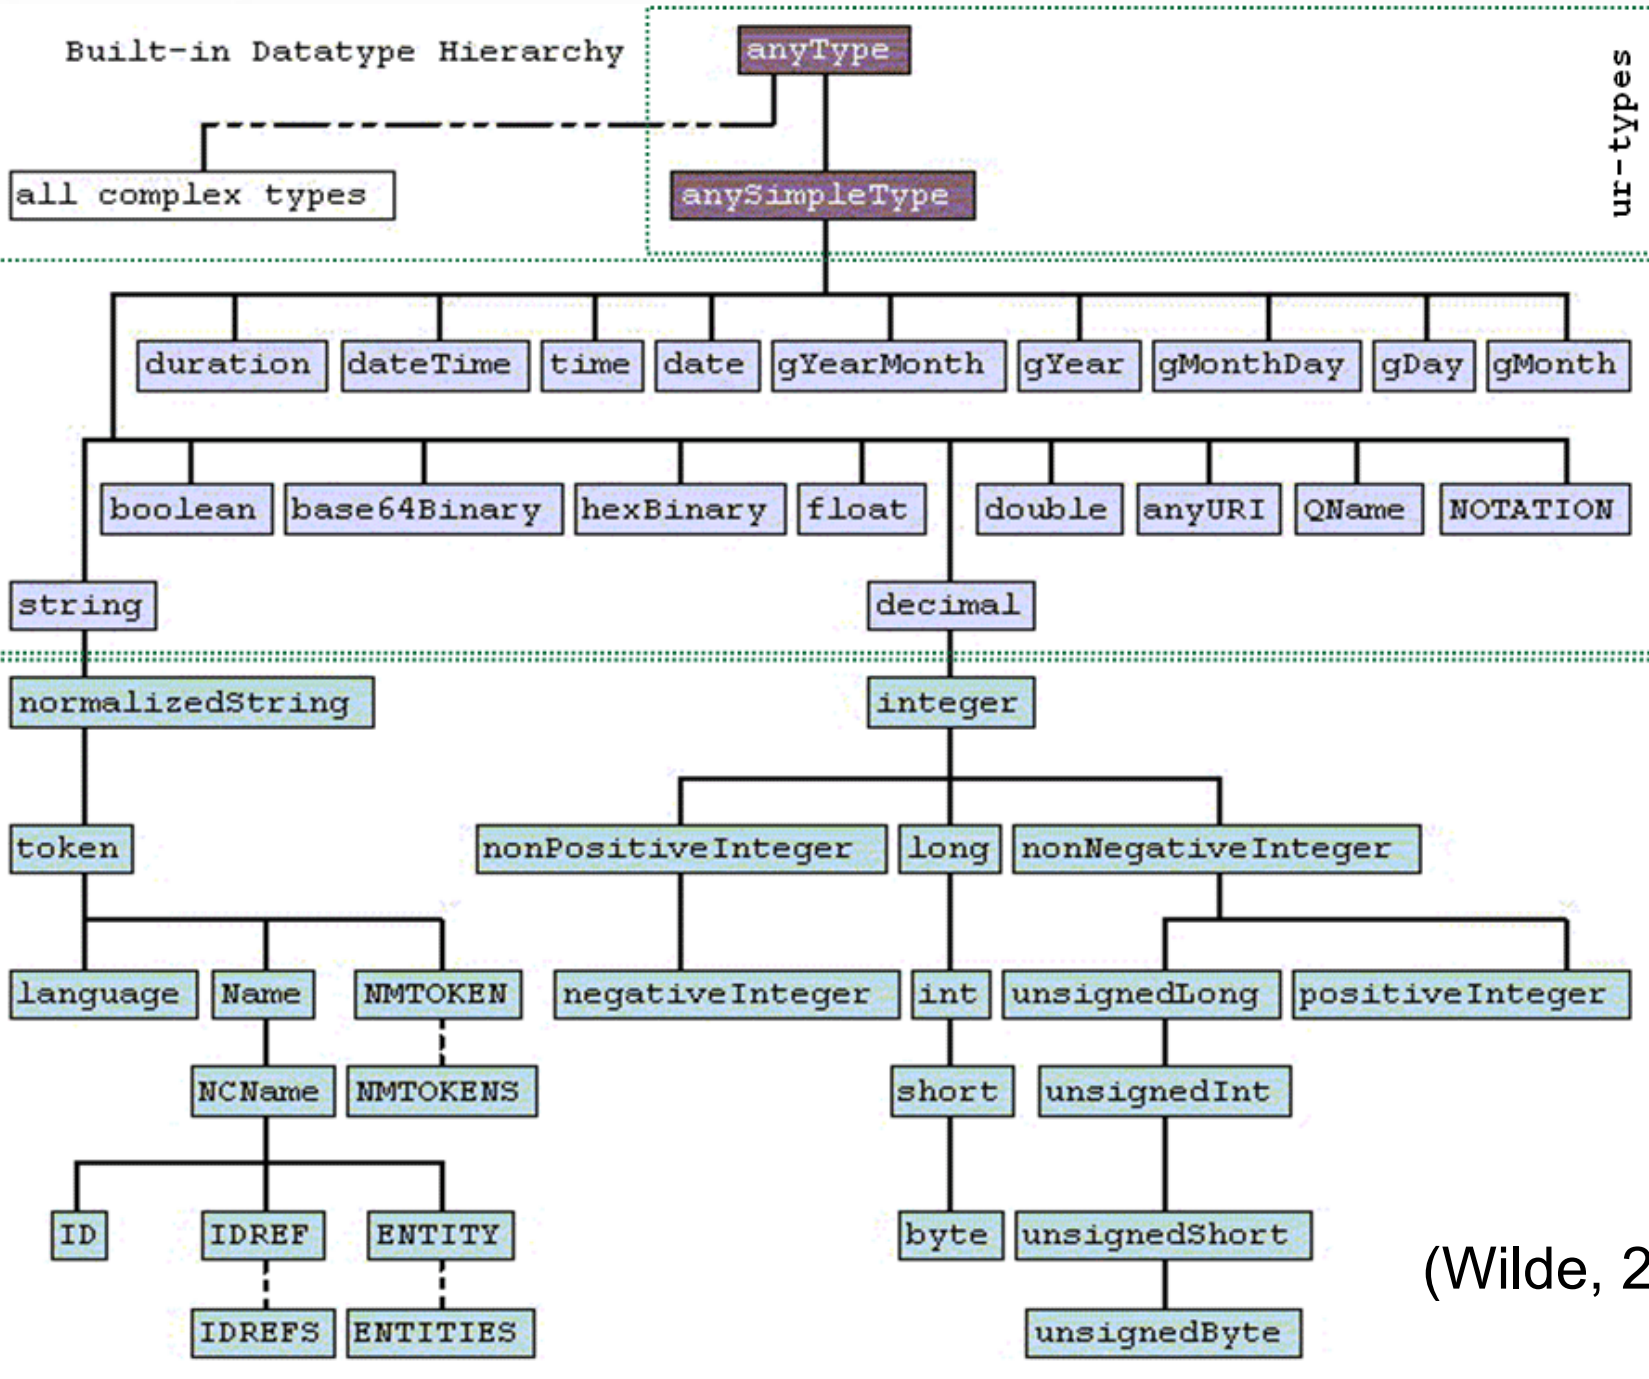 Built-in Datatype Hierarchy
anyType
ur-types
all complex types
anySimpleType
duration
dateTime
time
date
gYearMonth
gYear
gMonthDay
gDay
gMonth
boolean
base64Binary
hexBinary
float
double
anyURI
QName
NOTATION
string
decimal
normalizedString
integer
token
nonPositiveInteger
long
nonNegativeInteger
language
Name
NMTOKEN
negativeInteger
int
unsignedLong
positiveInteger
NCName
NMTOKENS
short
unsignedInt
ID
IDREF
ENTITY
byte
unsignedShort
(Wilde, 2
IDREFS
ENTITIES
unsignedByte